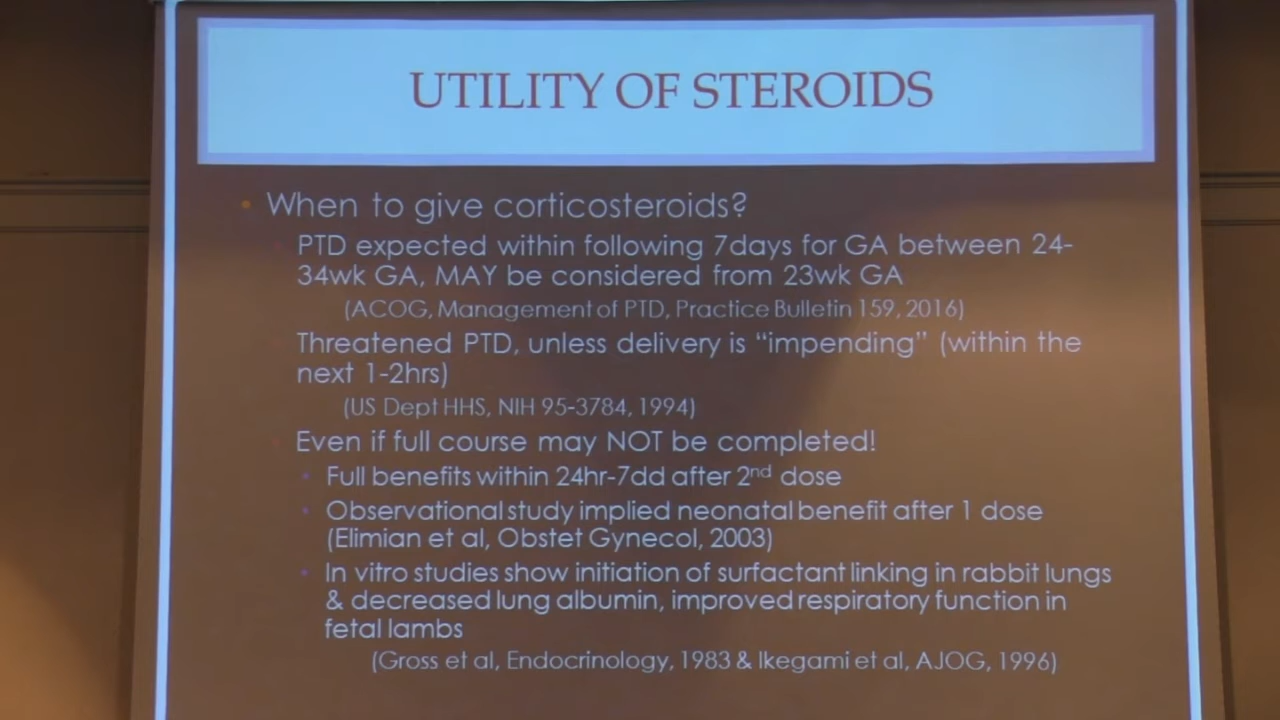 UTILITY OF STEROIDS
• When to give corticosteroids?
PTD expected within following 7days for GA between 24-
34wk GA, MAY be considered from 23wk GA
(ACOG, Management of PTD, Practice Bulletin 159, 2016)
Threatened PTD, unless delivery is “impending” (within the
next 1-2hrs)
(US Dept HHS, NIH 95-3784, 1994)
Even if full course may NOT be completed!
• Full benefits within 24hr-7dd after 2nd dose
• Observational study implied neonatal benefit after 1 dose
(Elimian et al, Obstet Gynecol, 2003)
• In vitro studies show initiation of surfactant linking in rabbit lungs
& decreased lung albumin, improved respiratory function in
fetal lambs
(Gross et al, Endocrinology, 1983 & Ikegami et al, AJOG, 1996)